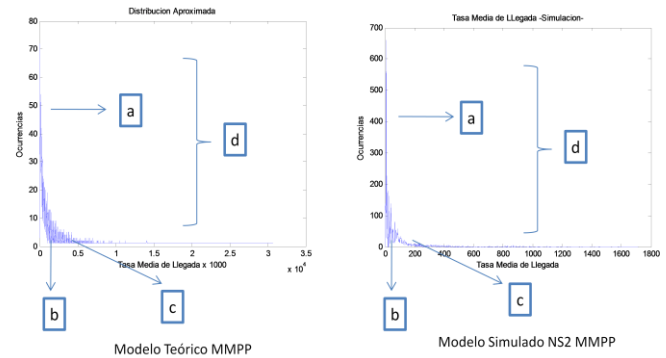 Distribucion Aproximada
80
70
60
50
40
30
20
10
0
Ocurrencias
0 0.5 1 1.5 2 2.5 3 3.5
x 10^4
Tasa Media de Llegada x 1000
a
d
b
c
Modelo Teórico MMPP
Tasa Media de LLegada -Simulacion-
700
600
500
400
300
200
100
0
Ocurrencias
0 200 400 600 800 1000 1200 1400 1600 1800
Tasa Media de Llegada
a
d
b
c
Modelo Simulado NS2 MMPP